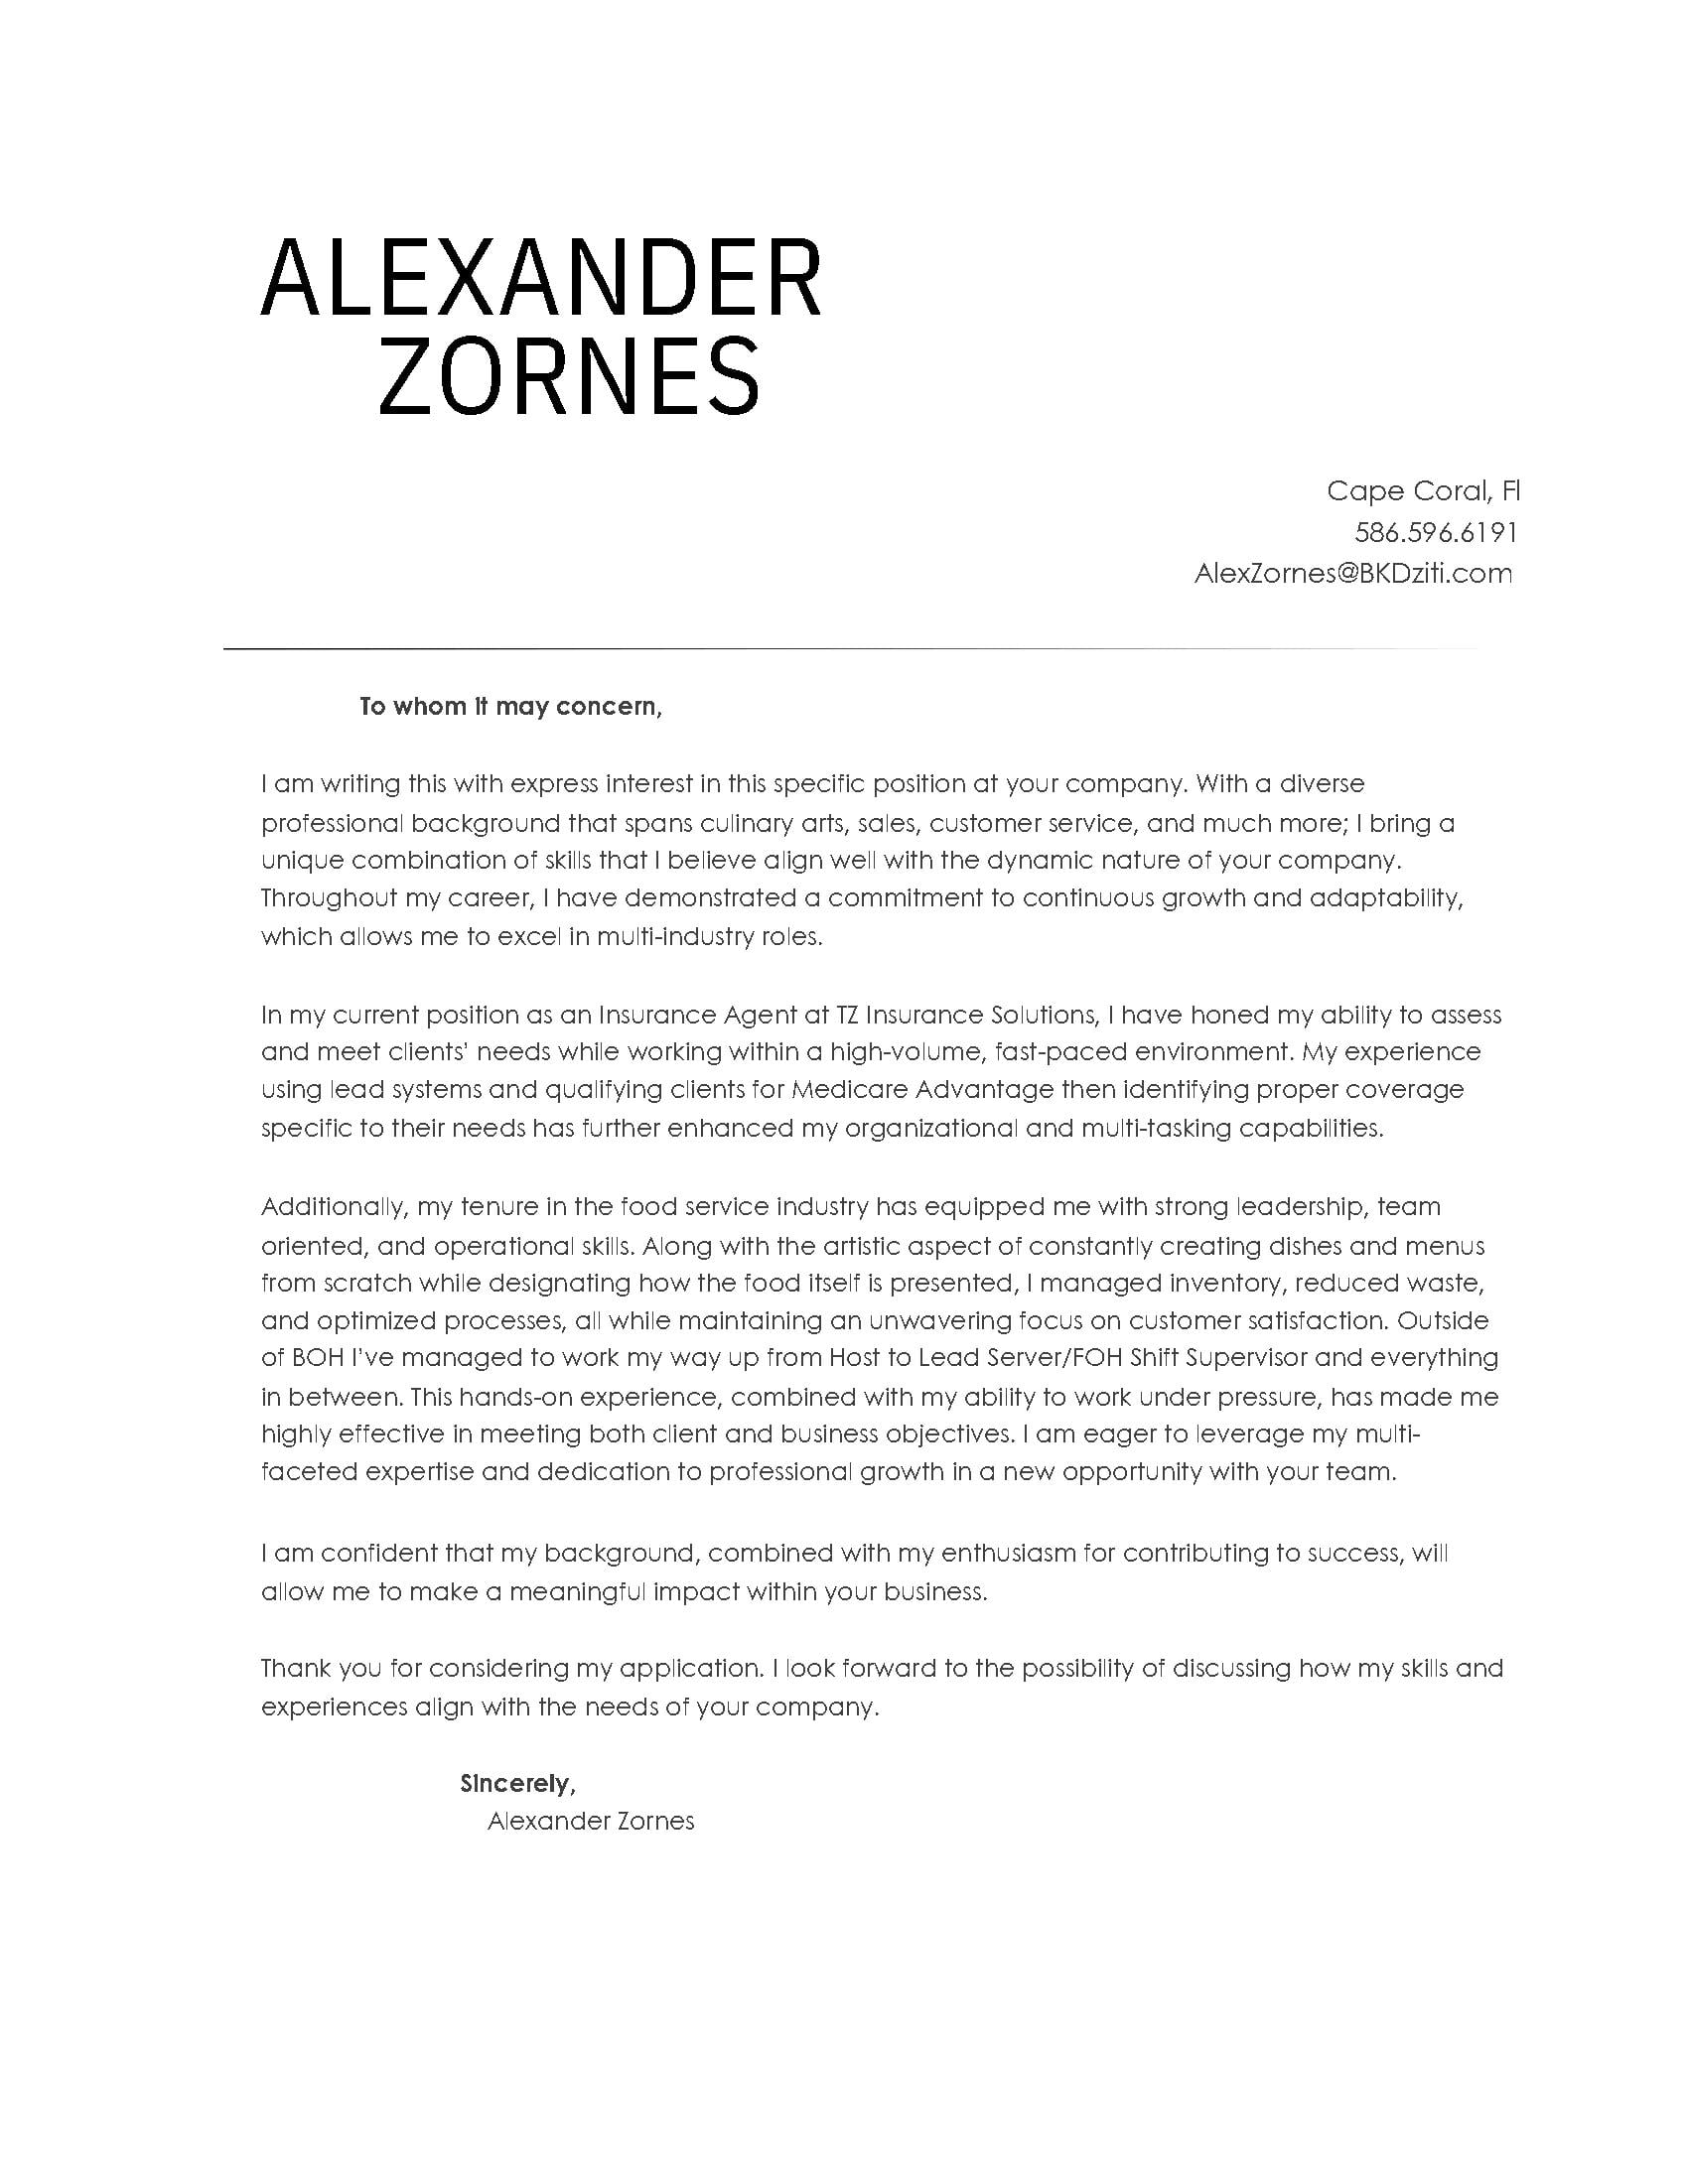 ALEXANDER
ZORNES
Cape Coral, Fl
586.596.6191
AlexZornes@BKDziti.com
To whom it may concern,
I am writing this with express interest in this specific position at your company. With a diverse
professional background that spans culinary arts, sales, customer service, and much more; I bring a
unique combination of skills that I believe align well with the dynamic nature of your company.
Throughout my career, I have demonstrated a commitment to continuous growth and adaptability,
which allows me to excel in multi-industry roles.
In my current position as an Insurance Agent at TZ Insurance Solutions, I have honed my ability to assess
and meet clients' needs while working within a high-volume, fast-paced environment. My experience
using lead systems and qualifying clients for Medicare Advantage then identifying proper coverage
specific to their needs has further enhanced my organizational and multi-tasking capabilities.
Additionally, my tenure in the food service industry has equipped me with strong leadership, team
oriented, and operational skills. Along with the artistic aspect of constantly creating dishes and menus
from scratch while designating how the food itself is presented, I managed inventory, reduced waste,
and optimized processes, all while maintaining an unwavering focus on customer satisfaction. Outside
of BOH I've managed to work my way up from Host to Lead Server/FOH Shift Supervisor and everything
in between. This hands-on experience, combined with my ability to work under pressure, has made me
highly effective in meeting both client and business objectives. I am eager to leverage my multi-
faceted expertise and dedication to professional growth in a new opportunity with your team.
I am confident that my background, combined with my enthusiasm for contributing to success, will
allow me to make a meaningful impact within your business.
Thank you for considering my application. I look forward to the possibility of discussing how my skills and
experiences align with the needs of your company.
Sincerely,
Alexander Zornes